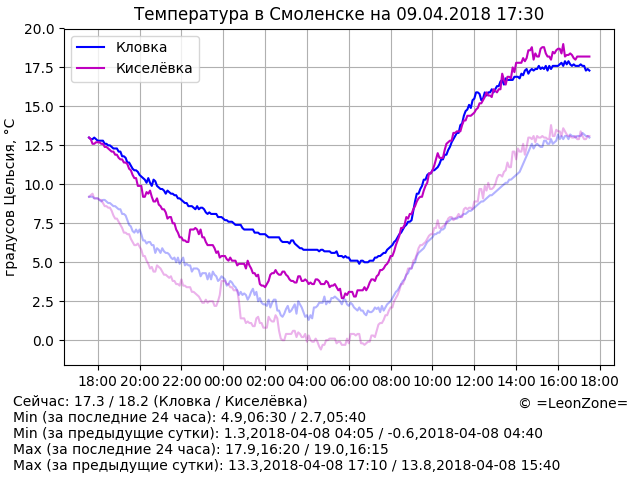 Температура в Смоленске на 09.04.2018 17:30
Кловка
Киселёвка
градусов Цельсия, °C
20.0
17.5
15.0
12.5
10.0
7.5
5.0
2.5
0.0
18:00 20:00 22:00 00:00 02:00 04:00 06:00 08:00 10:00 12:00 14:00 16:00 18:00
Сейчас: 17.3 / 18.2 (Кловка / Киселёвка)
© =LeonZone=
Min (за последние 24 часа): 4.9,06:30 / 2.7,05:40
Min (за предыдущие сутки): 1.3,2018-04-08 04:05 / -0.6,2018-04-08 04:40
Max (за последние 24 часа): 17.9,16:20 / 19.0,16:15
Max (за предыдущие сутки): 13.3,2018-04-08 17:10 / 13.8,2018-04-08 15:40